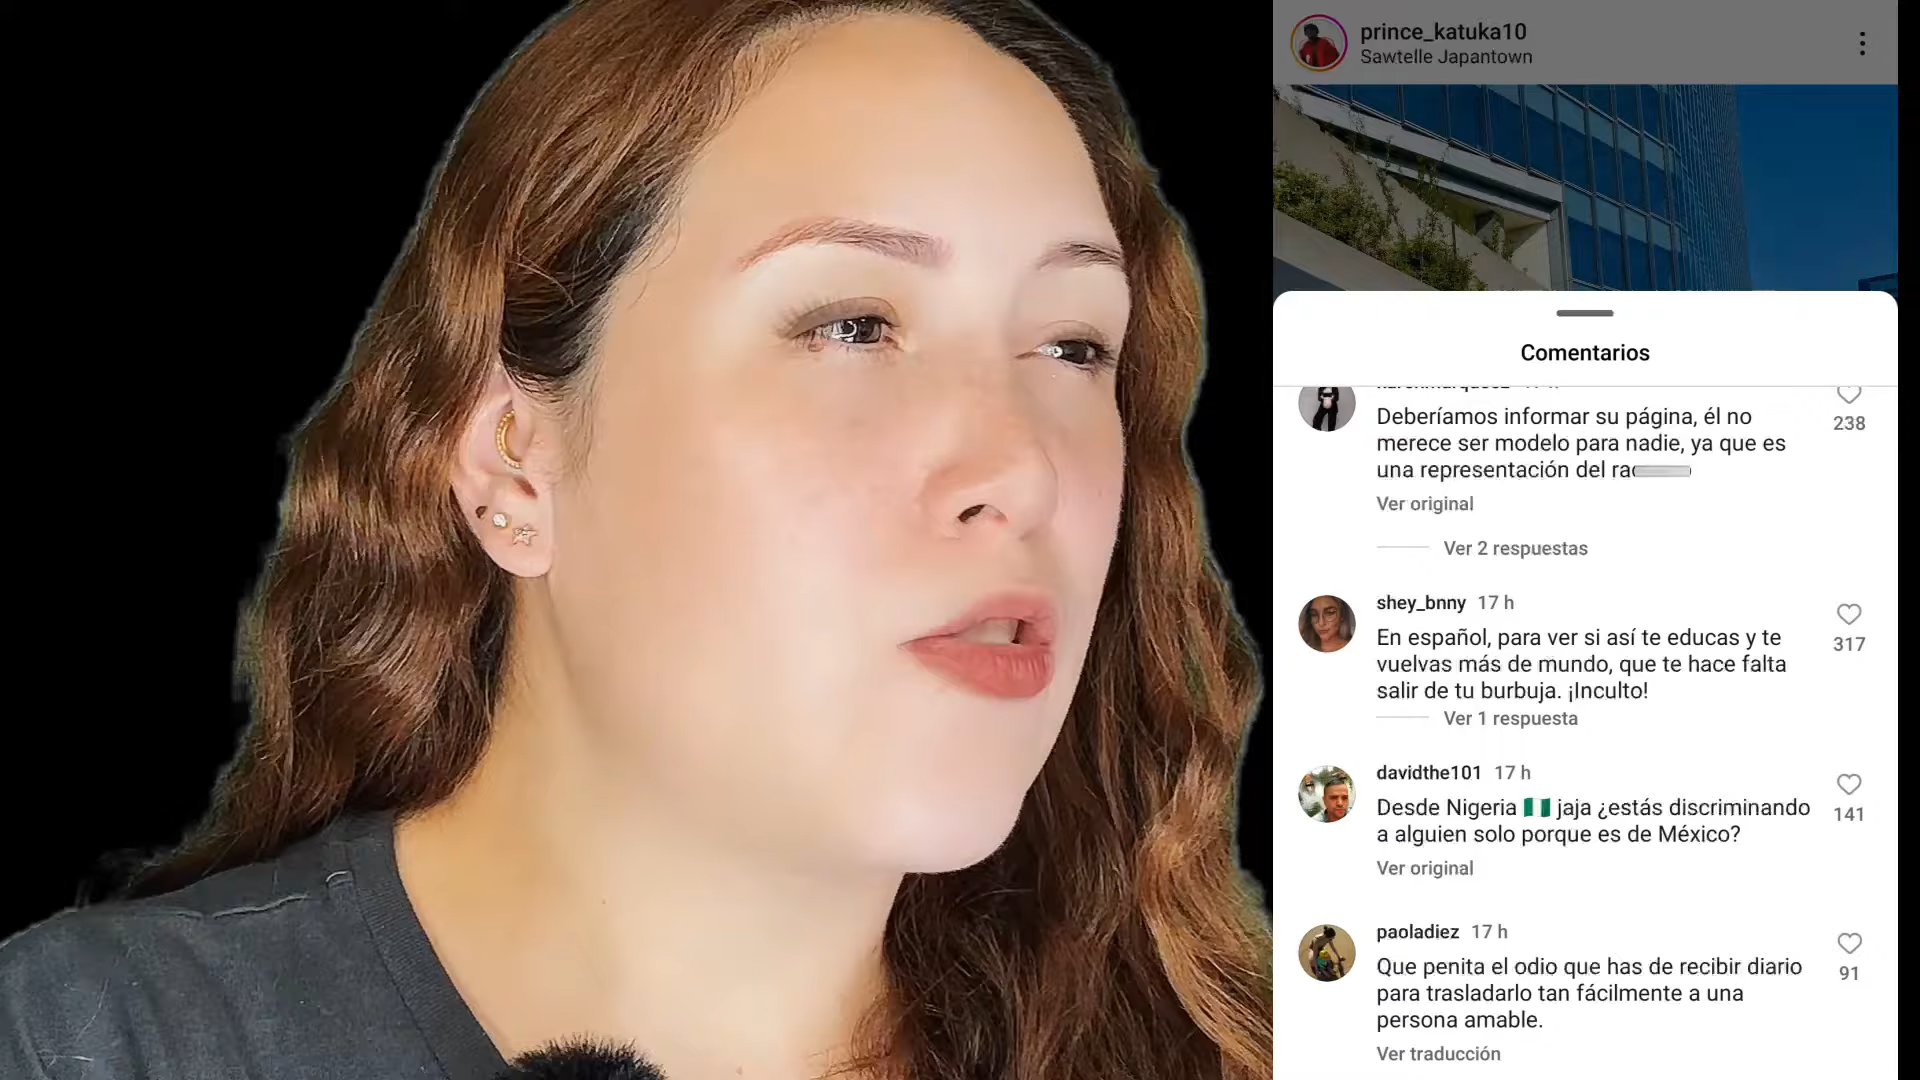 prince_katuka10
Sawtelle Japantown
Comentarios
Deberíamos informar su página, él no
238
merece ser modelo para nadie, ya que es
una representación del
Ver original
Ver 2 respuestas
shey_bnny 17 h
En español, para ver si así te educas y te
317
vuelvas más de mundo, que te hace falta
salir de tu burbuja. ¡Inculto!
Ver 1 respuesta
davidthe101 17 h
Desde Nigeria 🇳🇬 jaja ¿estás discriminando
141
a alguien solo porque es de México?
Ver original
paoladiez 17 h
Que penita el odio que has de recibir diario
91
para trasladarlo tan fácilmente a una
persona amable.
Ver traducción